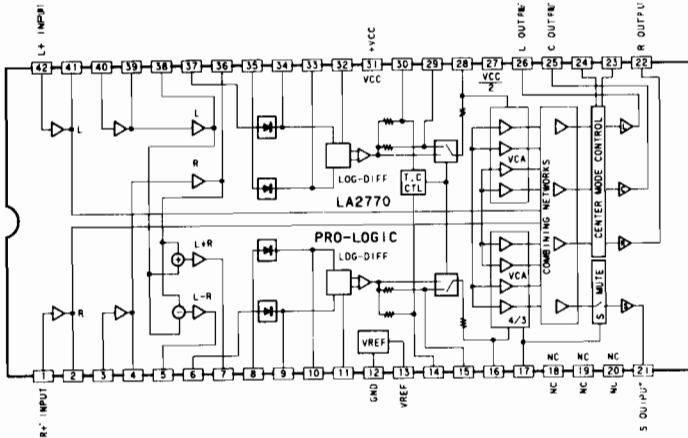 L+ INPUT
+VCC
L OUTPUT
C OUTPUT
R OUTPUT
42 41 40 39 38 37 36 35 34 33 32 31 30 29 28 27 26 25 24 23 22
VCC
VCC
2
L
L
R
LOG-DIFF
T.C
CTL
LA2770
VCA
COMBINING NETWORKS
CENTER MODE CONTROL
L
C
PRO-LOGIC
LOG-DIFF
L+R
L-R
R
VCA
4/3
S MUTE
R
S
VREF
1 2 3 4 5 6 7 8 9 10 11 12 13 14 15 16 17 18 19 20 21
R+ INPUT
GND
VREF
NC
NC
NC
S OUTPUT